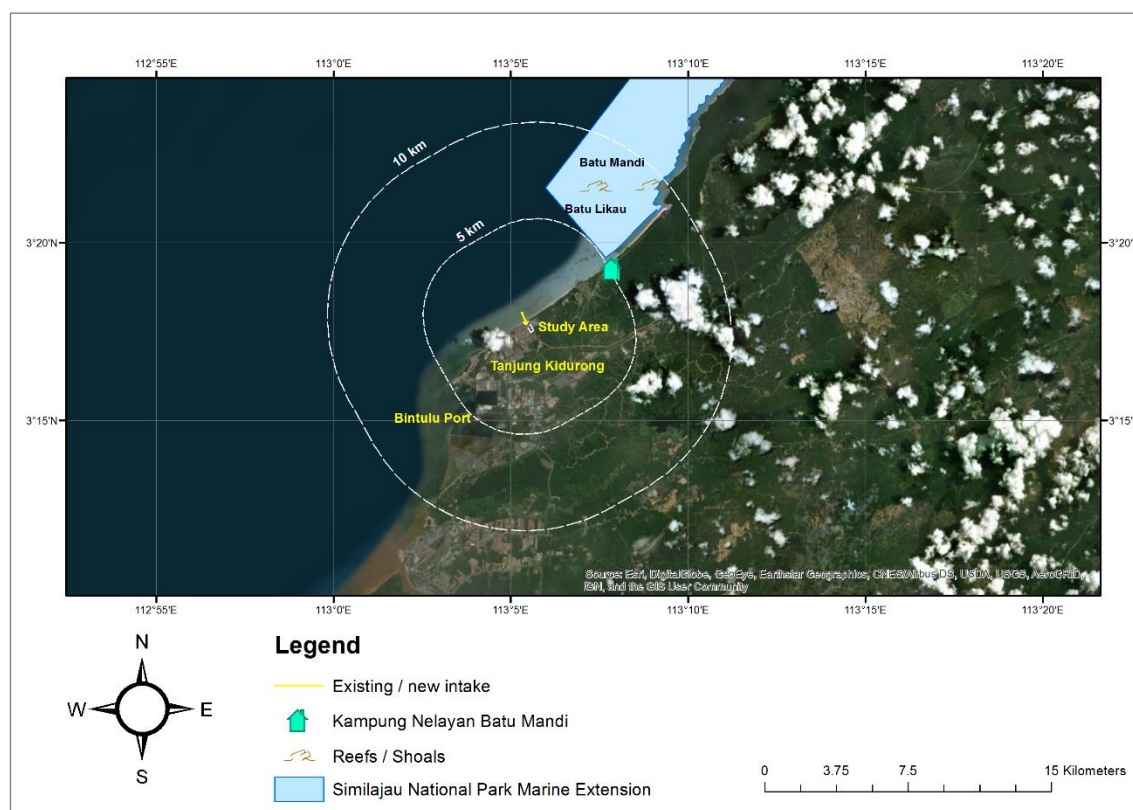 112°55'E 113°0'E 113°5'E 113°10'E 113°15'E 113°20'E
10 km
Batu Mandi
Batu Likau
5 km
3°20'N 3°20'N
Study Area
Tanjung Kidurong
Bintulu Port
3°15'N 3°15'N
Source: Esri, DigitalGlobe, GeoEye, Earthstar Geographics, CNES/Airbus DS, USDA, USGS, AeroGRID,
IGN, and the GIS User Community
112°55'E 113°0'E 113°5'E 113°10'E 113°15'E 113°20'E
N
W E
S
Legend
Existing / new intake
Kampung Nelayan Batu Mandi
Reefs / Shoals
Similajau National Park Marine Extension
0 3.75 7.5 15 Kilometers